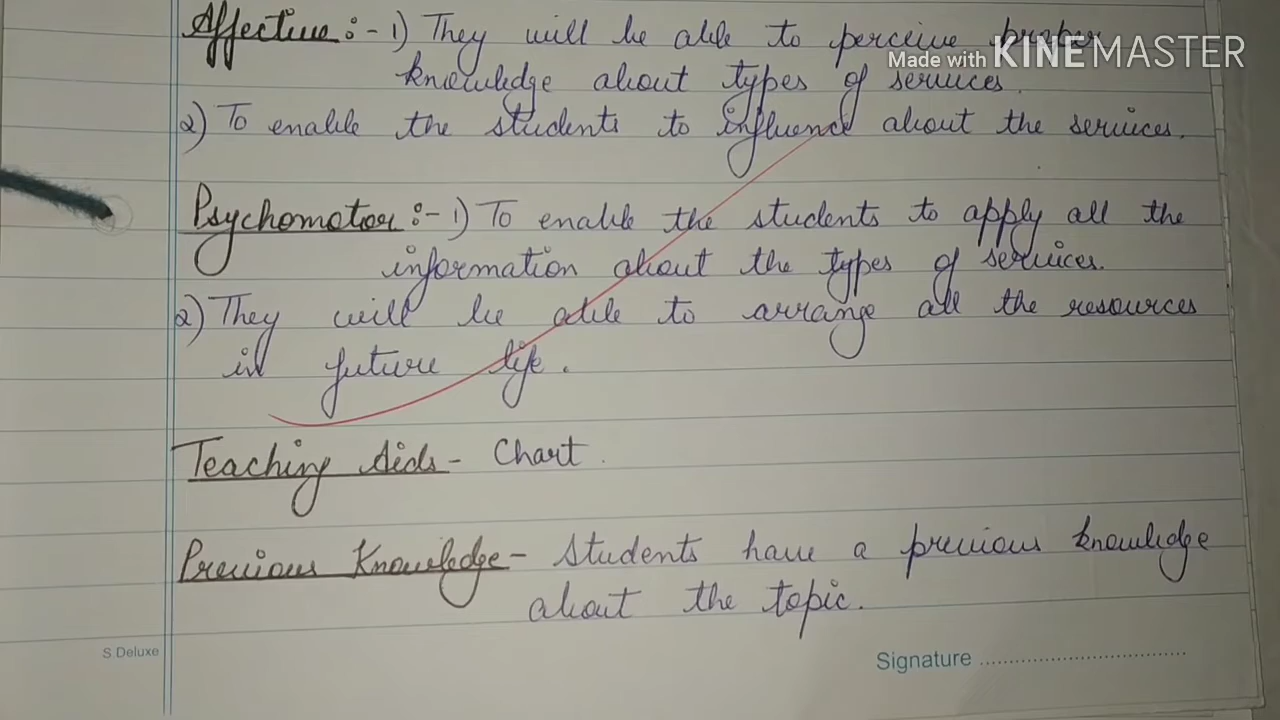 Affective :- 1) They will be able to perceive proper
Made with KINEMASTER
knowledge about types of services.
2) To enable the students to influence about the services.
Psychomotor :- 1) To enable the students to apply all the
information about the types of services.
2) They will be able to arrange all the resources
in future life.
Teaching Aids - Chart.
Previous Knowledge - Students have a previous knowledge
about the topic.
S.Deluxe
Signature ....................................